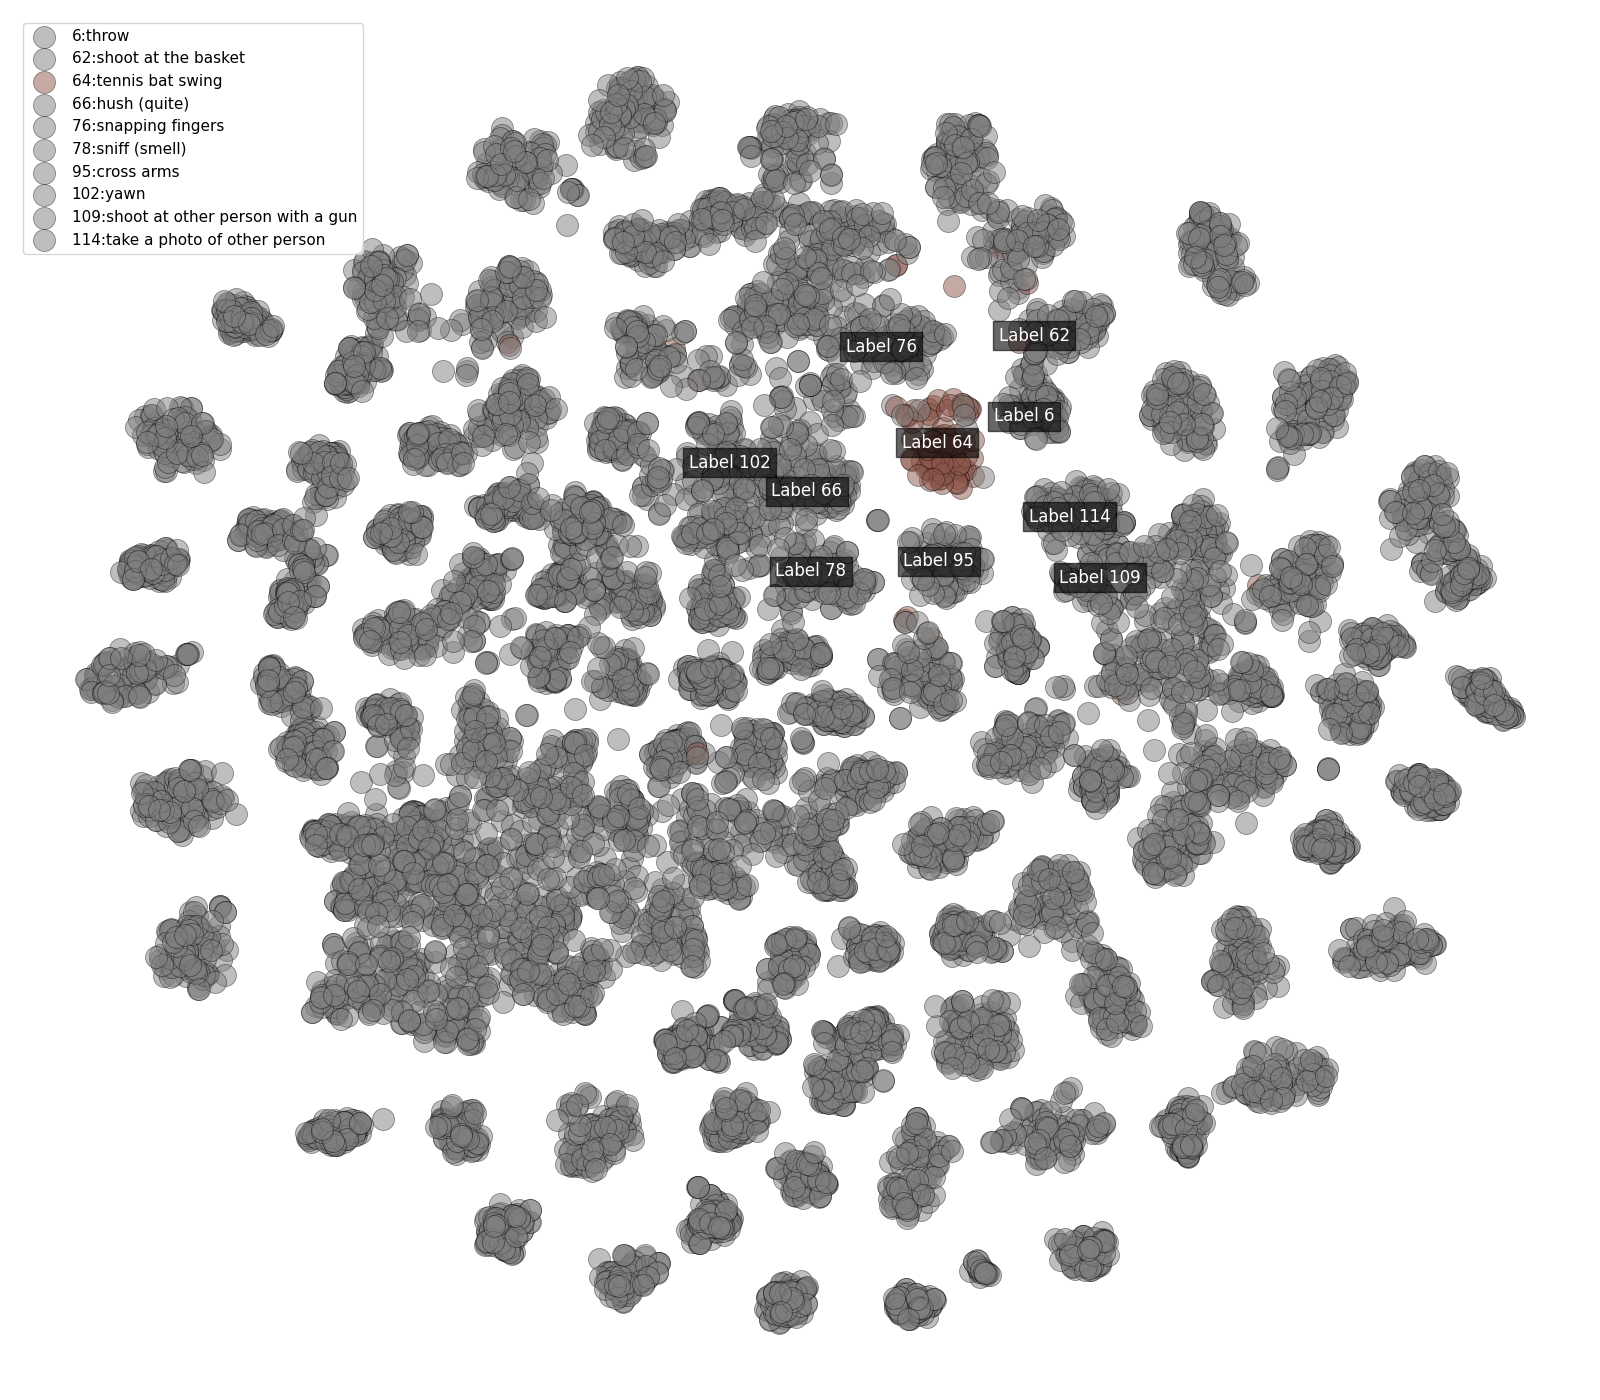 6:throw
62:shoot at the basket
64:tennis bat swing
66:hush (quite)
76:snapping fingers
78:sniff (smell)
95:cross arms
102:yawn
109:shoot at other person with a gun
114:take a photo of other person
Label 62
Label 76
Label 6
Label 64
Label 102
Label 66
Label 114
Label 95
Label 78
Label 109